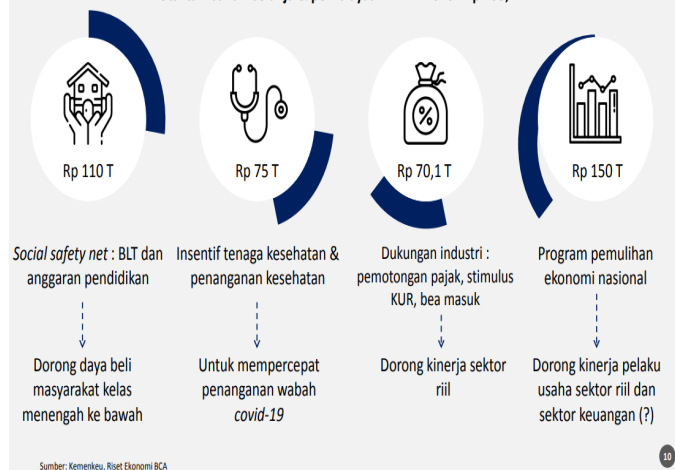 Rp 110 T
Rp 75 T
Rp 70,1 T
Rp 150 T
Social safety net : BLT dan
anggaran pendidikan
Insentif tenaga kesehatan &
penanganan kesehatan
Dukungan industri :
pemotongan pajak, stimulus
KUR, bea masuk
Program pemulihan
ekonomi nasional
Dorong daya beli
masyarakat kelas
menengah ke bawah
Untuk mempercepat
penanganan wabah
covid-19
Dorong kinerja sektor
riil
Dorong kinerja pelaku
usaha sektor riil dan
sektor keuangan (?)
Sumber: Kemenkeu, Riset Ekonomi BCA
10